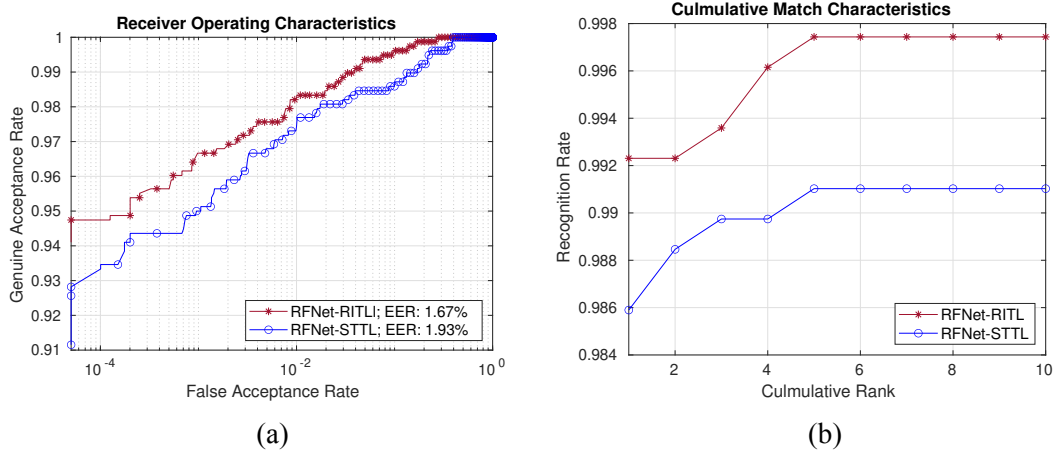 Receiver Operating Characteristics
1
0.99
0.98
0.97
0.96
0.95
0.94
0.93
0.92
0.91
Genuine Acceptance Rate
RFNet-RITLl; EER: 1.67%
RFNet-STTL; EER: 1.93%
10⁻⁴ 10⁻² 10⁰
False Acceptance Rate
(a)
Culmulative Match Characteristics
0.998
0.996
0.994
0.992
0.99
0.988
0.986
0.984
Recognition Rate
RFNet-RITL
RFNet-STTL
2 4 6 8 10
Culmulative Rank
(b)